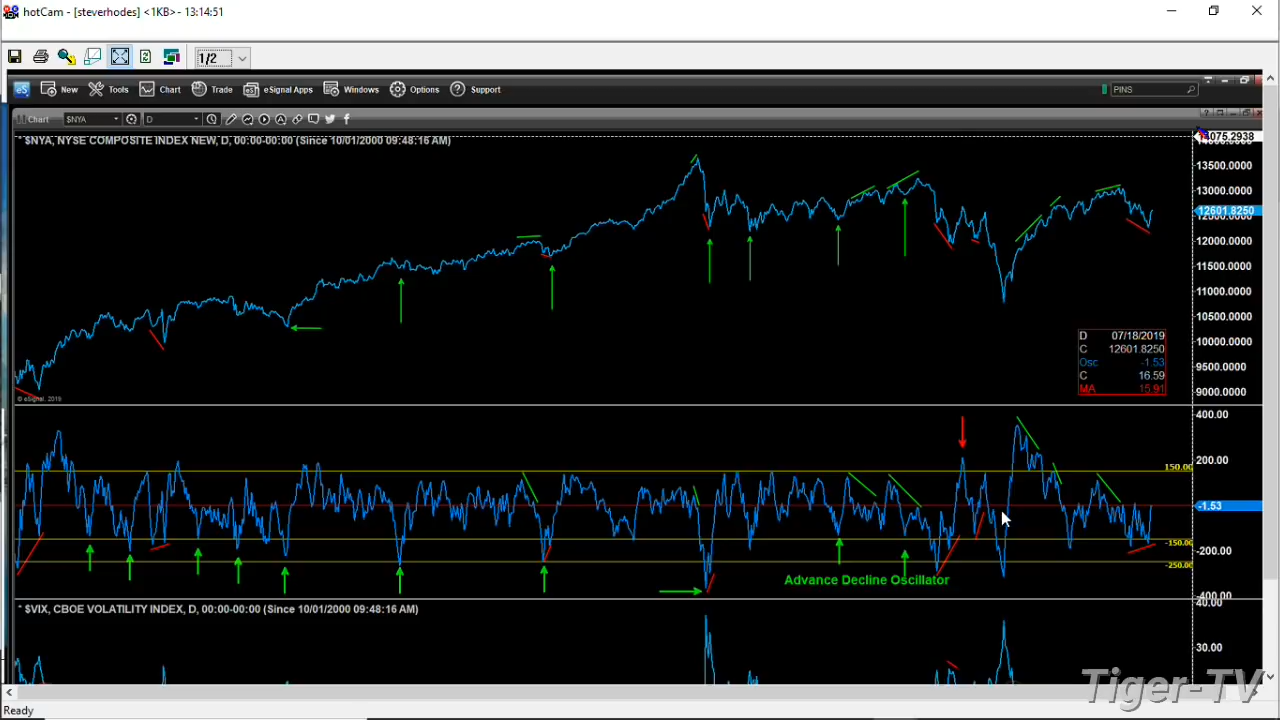 hotCam - [steverhodes] <1KB> - 13:14:51
1/2
eS New Tools Chart Trade eSignal Apps Windows Options Support PINS
Chart $NYA D
* $NYA, NYSE COMPOSITE INDEX NEW, D, 00:00-00:00 (Since 10/01/2000 09:48:16 AM)
4075.2938
13500.0000
13000.0000
12601.8250
12500.0000
12000.0000
11500.0000
11000.0000
10500.0000
10000.0000
9500.0000
9000.0000
D 07/18/2019
C 12601.8250
Osc -1.53
C 16.59
MA 15.91
© eSignal, 2019
400.00
200.00
150.00
-1.53
-150.00
-200.00
-250.00
Advance Decline Oscillator
-400.00
40.00
* $VIX, CBOE VOLATILITY INDEX, D, 00:00-00:00 (Since 10/01/2000 09:48:16 AM)
30.00
Tiger-TV
Ready